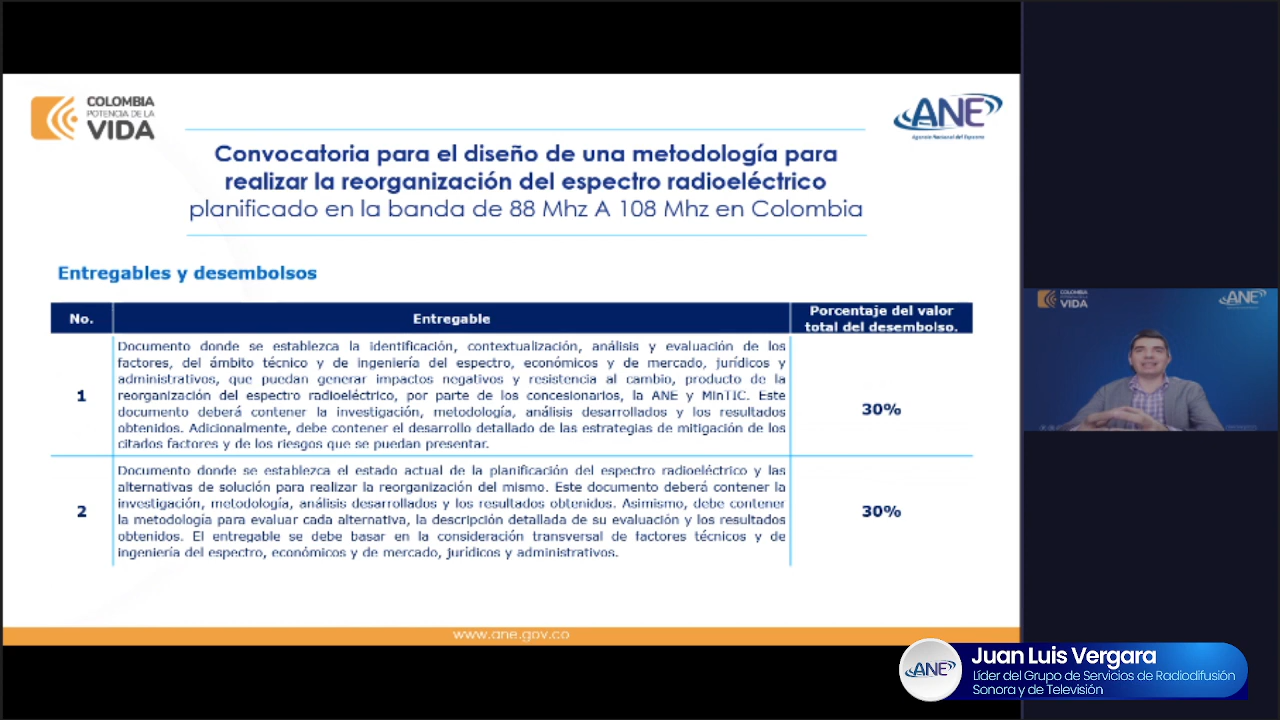 COLOMBIA
POTENCIA DE LA
VIDA
ANE
Agencia Nacional del Espectro
Convocatoria para el diseño de una metodología para
realizar la reorganización del espectro radioeléctrico
planificado en la banda de 88 Mhz A 108 Mhz en Colombia
Entregables y desembolsos
No.
Entregable
Porcentaje del valor
total del desembolso.
1
Documento donde se establezca la identificación, contextualización, análisis y evaluación de los
factores, del ámbito técnico y de ingeniería del espectro, económicos y de mercado, jurídicos y
administrativos, que puedan generar impactos negativos y resistencia al cambio, producto de la
reorganización del espectro radioeléctrico, por parte de los concesionarios, la ANE y MinTIC. Este
documento deberá contener la investigación, metodología, análisis desarrollados y los resultados
obtenidos. Adicionalmente, debe contener el desarrollo detallado de las estrategias de mitigación de los
citados factores y de los riesgos que se puedan presentar.
30%
2
Documento donde se establezca el estado actual de la planificación del espectro radioeléctrico y las
alternativas de solución para realizar la reorganización del mismo. Este documento deberá contener la
investigación, metodología, análisis desarrollados y los resultados obtenidos. Asimismo, debe contener
la metodología para evaluar cada alternativa, la descripción detallada de su evaluación y los resultados
obtenidos. El entregable se debe basar en la consideración transversal de factores técnicos y de
ingeniería del espectro, económicos y de mercado, jurídicos y administrativos.
30%
www.ane.gov.co
COLOMBIA
POTENCIA DE LA
VIDA
ANE
ANE
Juan Luis Vergara
Líder del Grupo de Servicios de Radiodifusión
Sonora y de Televisión